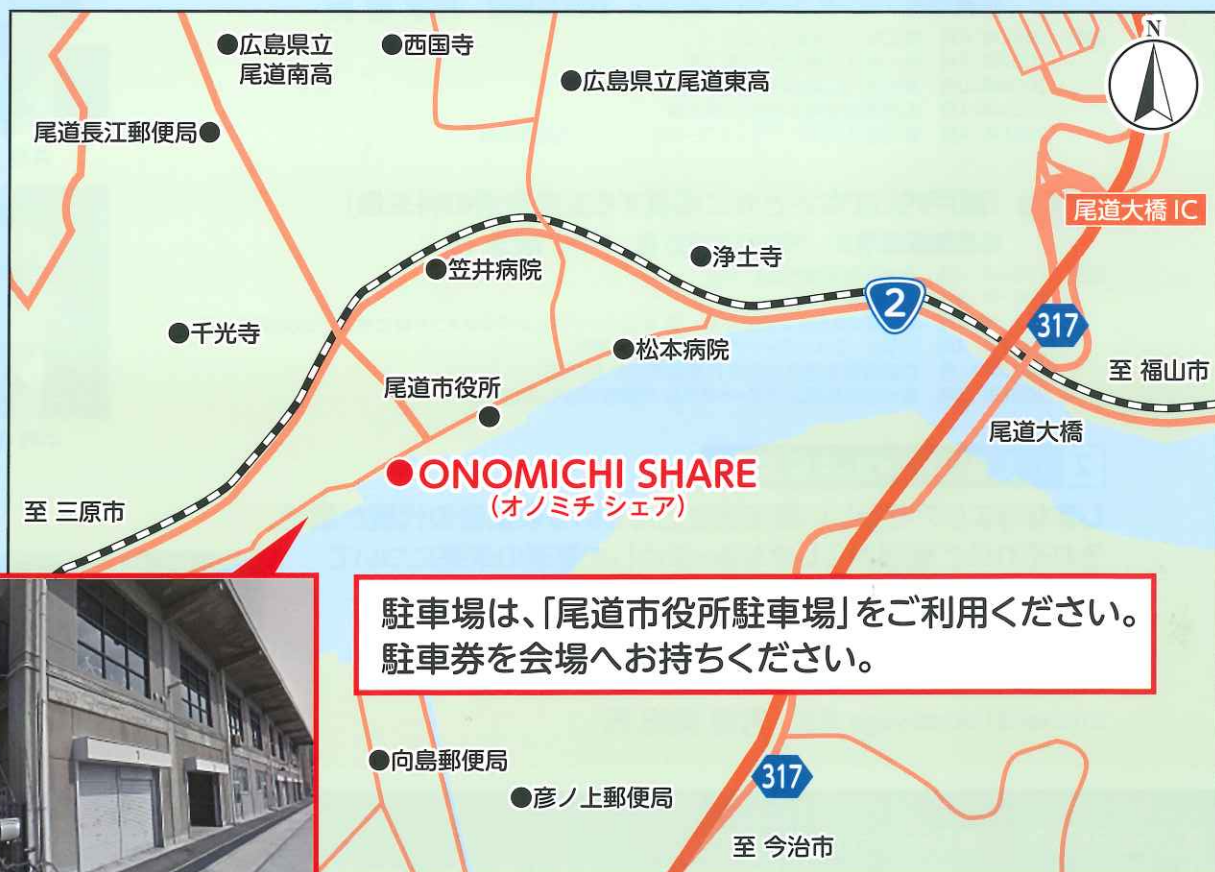 広島県立
尾道南高
西国寺
N
広島県立尾道東高
尾道長江郵便局
尾道大橋 IC
笠井病院
浄土寺
2
317
千光寺
松本病院
至 福山市
尾道市役所
尾道大橋
ONOMICHI SHARE
(オノミチ シェア)
至 三原市
駐車場は、「尾道市役所駐車場」をご利用ください。
駐車券を会場へお持ちください。
向島郵便局
彦ノ上郵便局
317
至 今治市